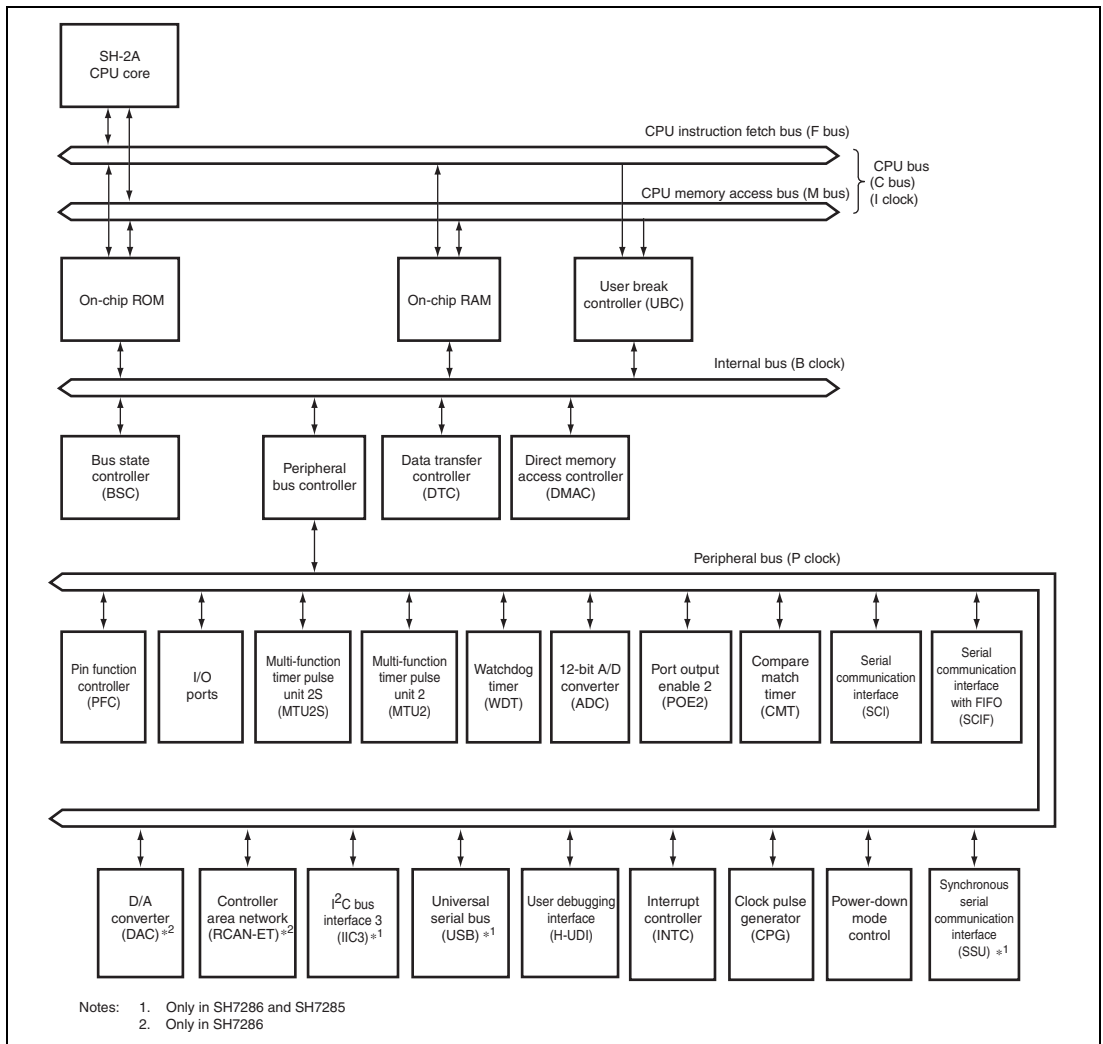 SH-2A
CPU core
CPU instruction fetch bus (F bus)
CPU bus
(C bus)
(I clock)
CPU memory access bus (M bus)
On-chip ROM
On-chip RAM
User break
controller (UBC)
Internal bus (B clock)
Bus state
controller
(BSC)
Peripheral
bus controller
Data transfer
controller
(DTC)
Direct memory
access controller
(DMAC)
Peripheral bus (P clock)
Pin function
controller
(PFC)
I/O
ports
Multi-function
timer pulse
unit 2S
(MTU2S)
Multi-function
timer pulse
unit 2
(MTU2)
Watchdog
timer
(WDT)
12-bit A/D
converter
(ADC)
Port output
enable 2
(POE2)
Compare
match
timer
(CMT)
Serial
communication
interface
(SCI)
Serial
communication
interface
with FIFO
(SCIF)
D/A
converter
(DAC)*2
Controller
area network
(RCAN-ET)*2
I2C bus
interface 3
(IIC3)*1
Universal
serial bus
(USB)*1
User debugging
interface
(H-UDI)
Interrupt
controller
(INTC)
Clock pulse
generator
(CPG)
Power-down
mode
control
Synchronous
serial
communication
interface
(SSU) *1
Notes: 1. Only in SH7286 and SH7285
2. Only in SH7286